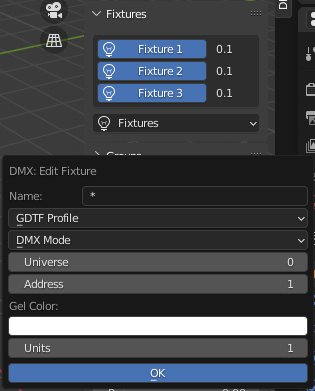 Fixtures
Fixture 1 0.1
Fixture 2 0.1
Fixture 3 0.1
Fixtures
DMX: Edit Fixture
Name: *
GDTF Profile
DMX Mode
Universe 0
Address 1
Gel Color:
Units 1
OK